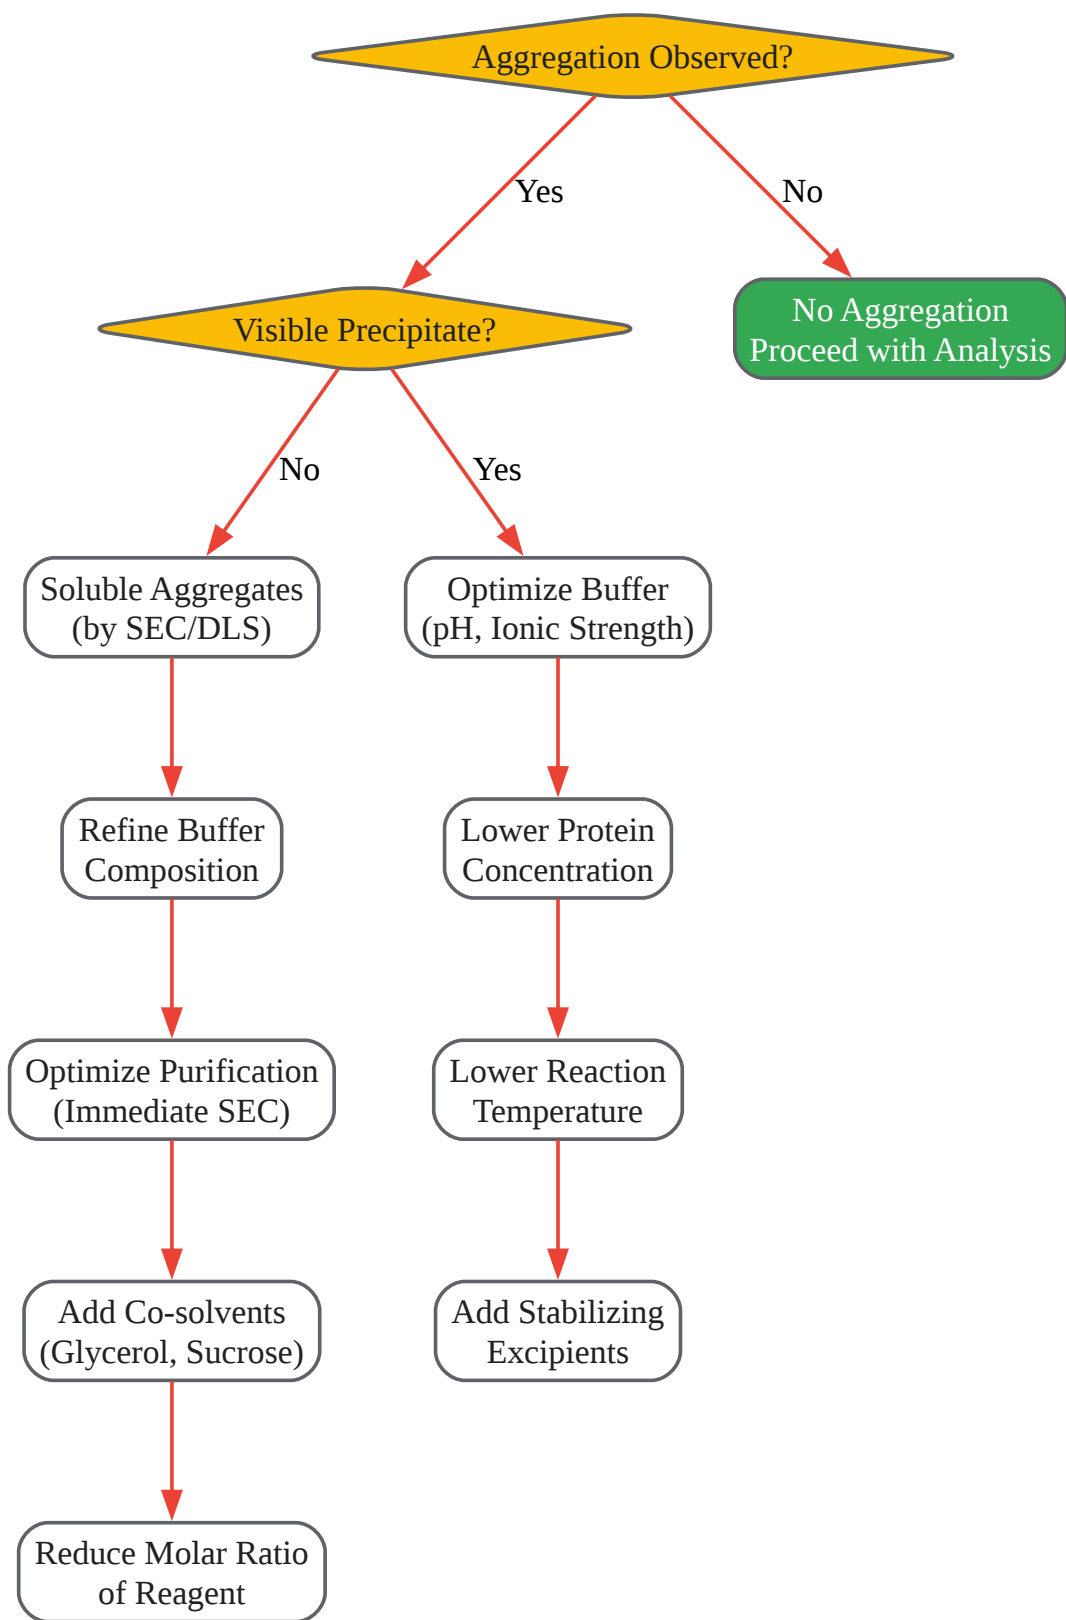 Aggregation Observed?
Yes
No
Visible Precipitate?
No Aggregation
Proceed with Analysis
No
Yes
Soluble Aggregates
(by SEC/DLS)
Optimize Buffer
(pH, Ionic Strength)
Refine Buffer
Composition
Lower Protein
Concentration
Optimize Purification
(Immediate SEC)
Lower Reaction
Temperature
Add Co-solvents
(Glycerol, Sucrose)
Add Stabilizing
Excipients
Reduce Molar Ratio
of Reagent